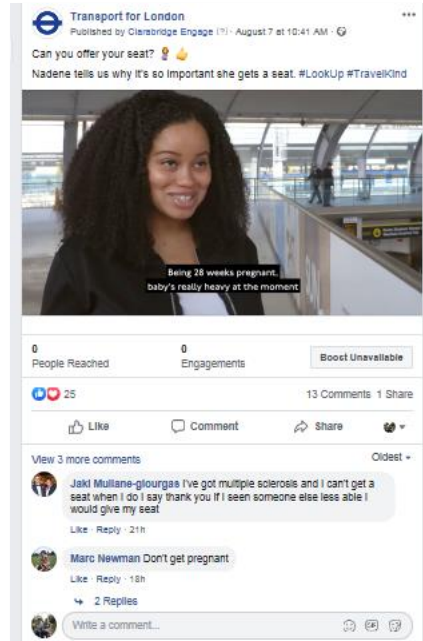 Transport for London
Published by Clarabridge Engage [?] · August 7 at 10:41 AM ·
Can you offer your seat?
Nadene tells us why it's so important she gets a seat. #LookUp #TravelKind
Being 28 weeks pregnant,
baby's really heavy at the moment
0 0 Boost Unavailable
People Reached Engagements
25 13 Comments 1 Share
Like Comment Share
View 3 more comments Oldest
Jaki Mullane-giourgas I've got multiple solerosis and I can't get a
seat when I do I say thank you if I seen someone else less able I
would give my seat
Like · Reply · 21h
Marc Newman Don't get pregnant
Like · Reply · 18h
2 Replies
Write a comment...
GIF